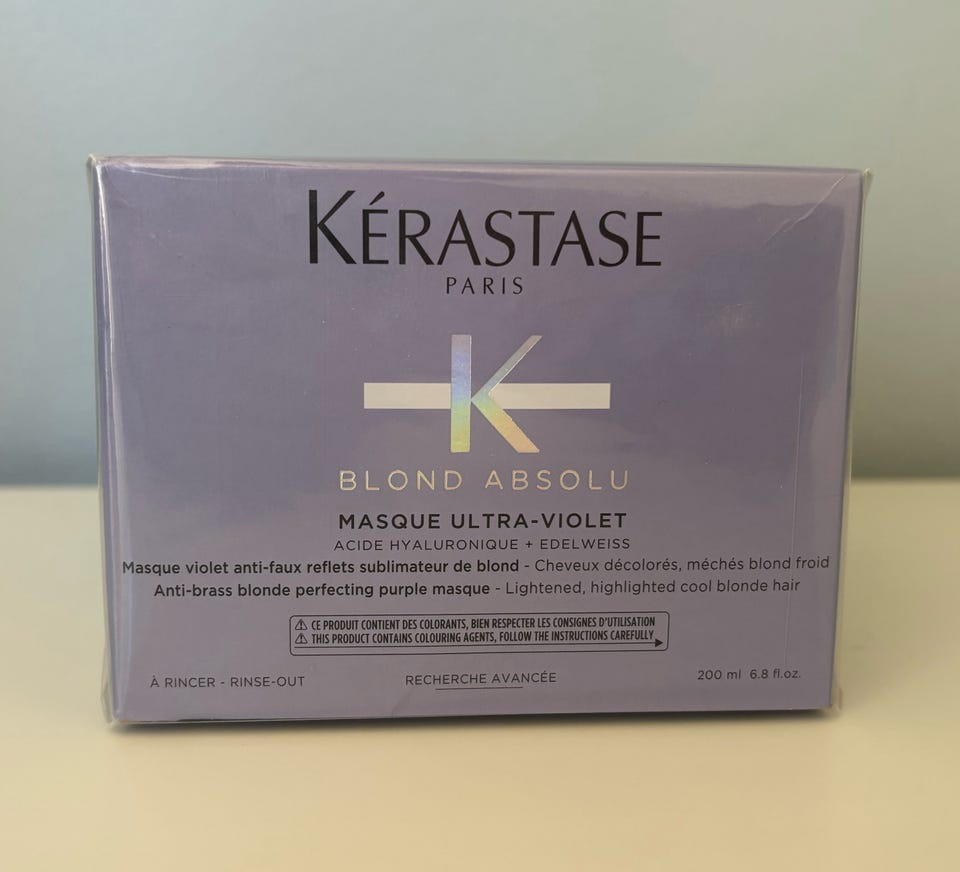 KÉRASTASE
PARIS
K
BLOND ABSOLU
MASQUE ULTRA-VIOLET
ACIDE HYALURONIQUE + EDELWEISS
Masque violet anti-faux reflets sublimateur de blond - Cheveux décolorés, méchés blond froid
Anti-brass blonde perfecting purple masque - Lightened, highlighted cool blonde hair
⚠ CE PRODUIT CONTIENT DES COLORANTS, BIEN RESPECTER LES CONSIGNES D'UTILISATION
⚠ THIS PRODUCT CONTAINS COLOURING AGENTS, FOLLOW THE INSTRUCTIONS CAREFULLY
À RINCER - RINSE-OUT
RECHERCHE AVANCÉE
200 ml 6.8 fl.oz.